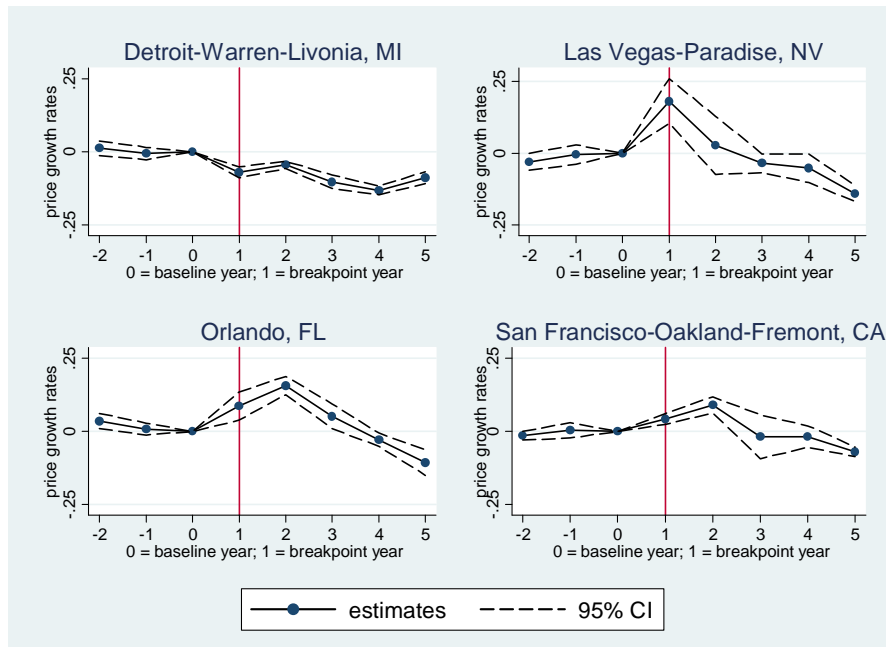 Detroit-Warren-Livonia, MI
price growth rates
.25
0
-.25
-2 -1 0 1 2 3 4 5
0 = baseline year; 1 = breakpoint year
Las Vegas-Paradise, NV
price growth rates
.25
0
-.25
-2 -1 0 1 2 3 4 5
0 = baseline year; 1 = breakpoint year
Orlando, FL
price growth rates
.25
0
-.25
-2 -1 0 1 2 3 4 5
0 = baseline year; 1 = breakpoint year
San Francisco-Oakland-Fremont, CA
price growth rates
.25
0
-.25
-2 -1 0 1 2 3 4 5
0 = baseline year; 1 = breakpoint year
estimates 95% CI